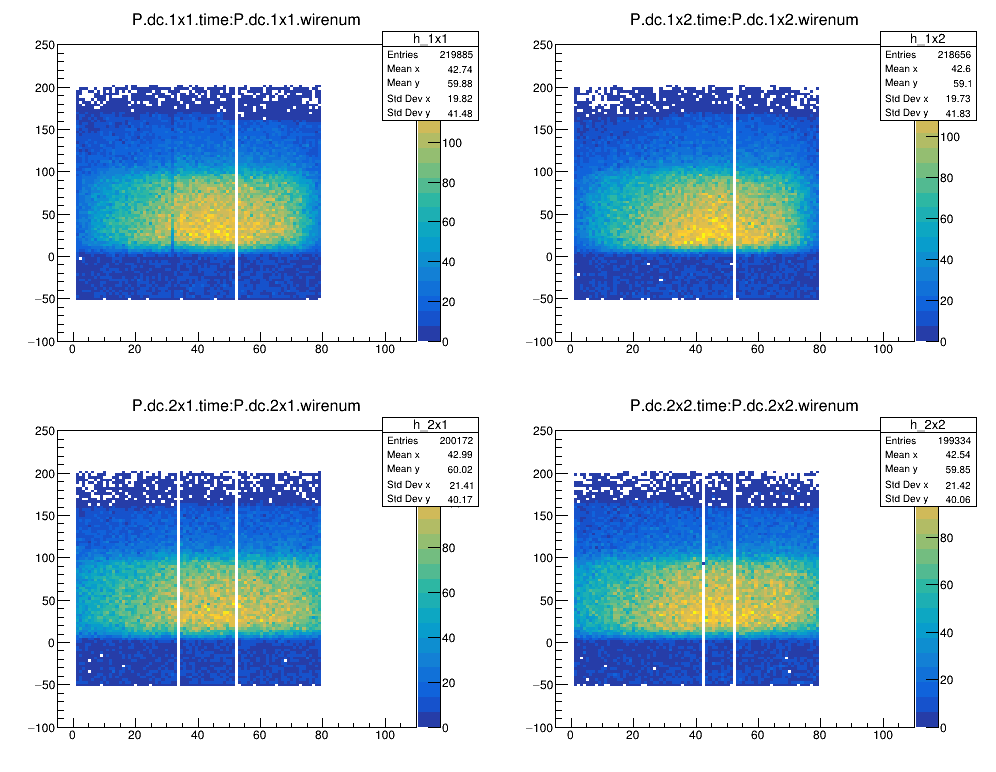 P.dc.1x1.time:P.dc.1x1.wirenum
h_1x1
Entries 219885
Mean x 42.74
Mean y 59.88
Std Dev x 19.82
Std Dev y 41.48
250
200
150
100
50
0
−50
−100
0 20 40 60 80 100
100
80
60
40
20
0
P.dc.1x2.time:P.dc.1x2.wirenum
h_1x2
Entries 218656
Mean x 42.6
Mean y 59.1
Std Dev x 19.73
Std Dev y 41.83
250
200
150
100
50
0
−50
−100
0 20 40 60 80 100
100
80
60
40
20
0
P.dc.2x1.time:P.dc.2x1.wirenum
h_2x1
Entries 200172
Mean x 42.99
Mean y 60.02
Std Dev x 21.41
Std Dev y 40.17
250
200
150
100
50
0
−50
−100
0 20 40 60 80 100
80
60
40
20
0
P.dc.2x2.time:P.dc.2x2.wirenum
h_2x2
Entries 199334
Mean x 42.54
Mean y 59.85
Std Dev x 21.42
Std Dev y 40.06
250
200
150
100
50
0
−50
−100
0 20 40 60 80 100
80
60
40
20
0